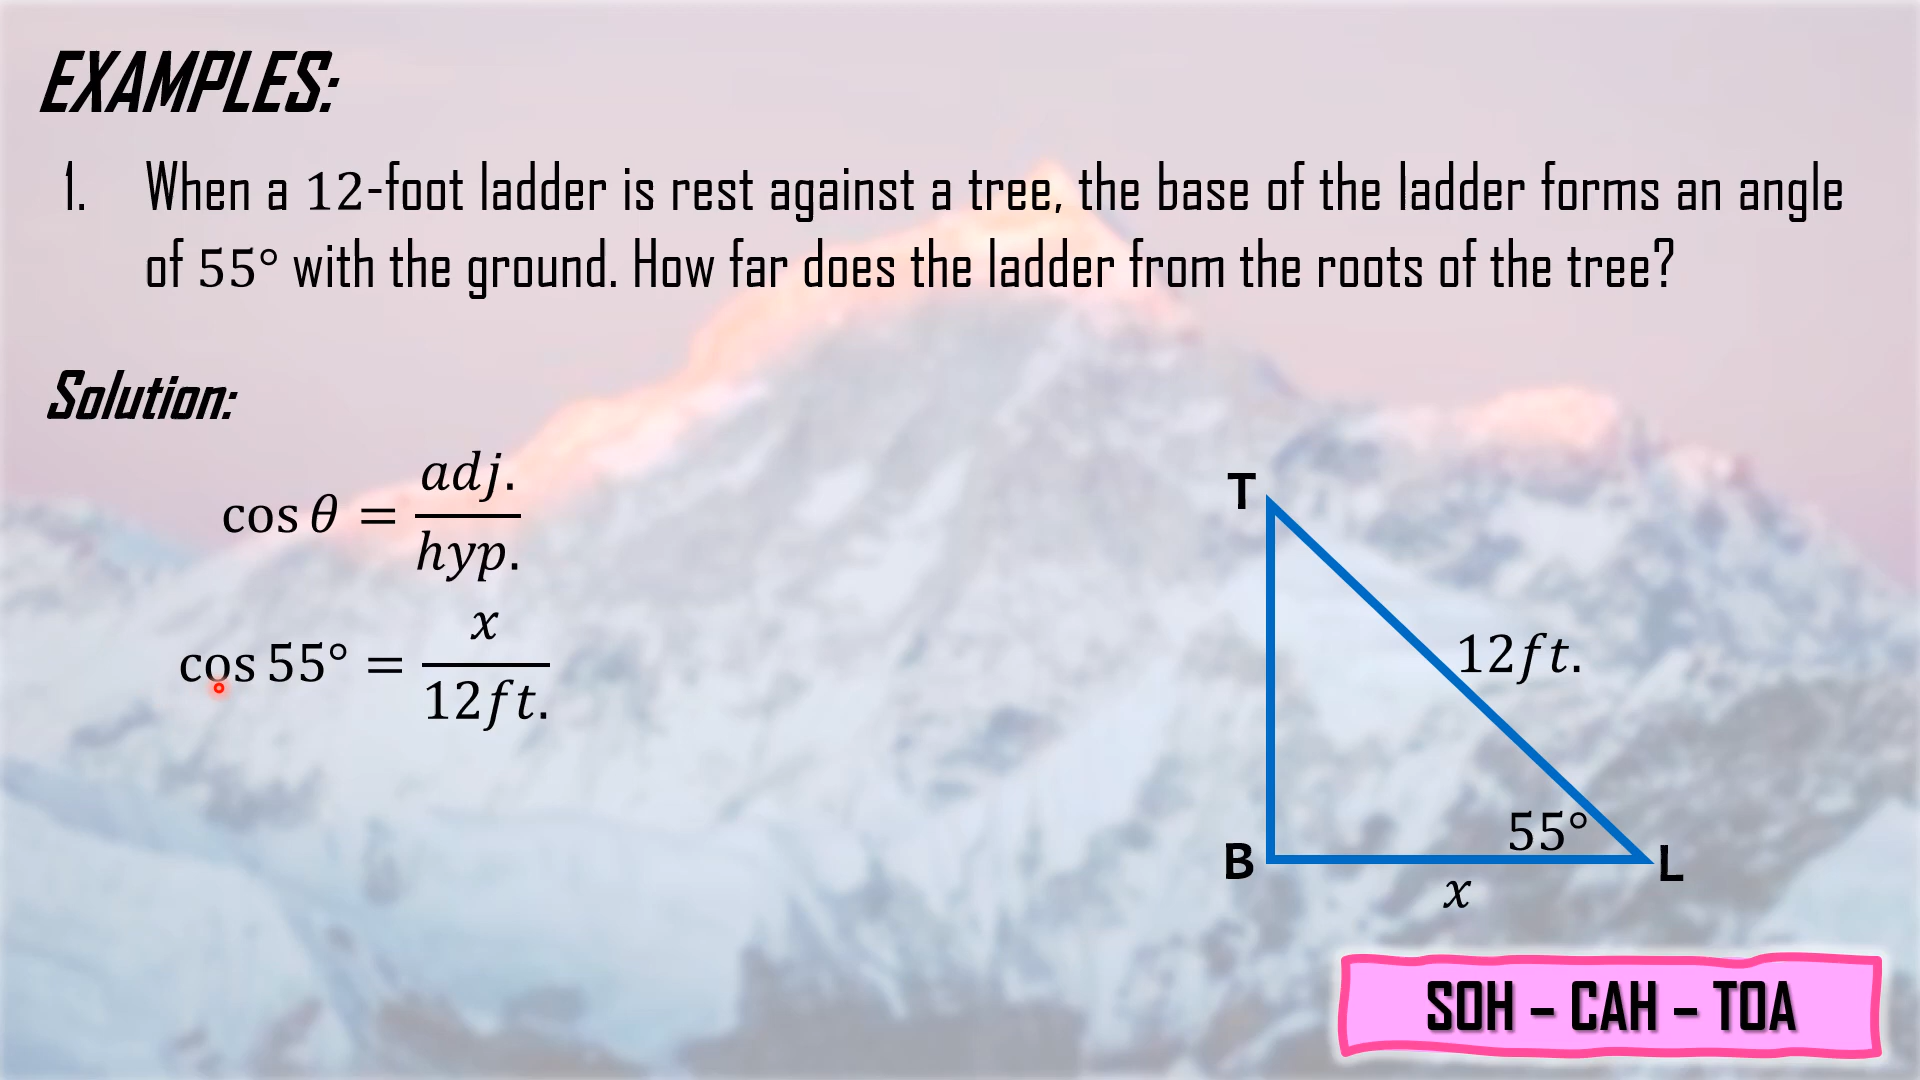 EXAMPLES:
1. When a 12-foot ladder is rest against a tree, the base of the ladder forms an angle
of 55° with the ground. How far does the ladder from the roots of the tree?
Solution:
cos θ = adj. / hyp.
cos 55° = x / 12ft.
T
12ft.
55°
B
L
x
SOH – CAH – TOA